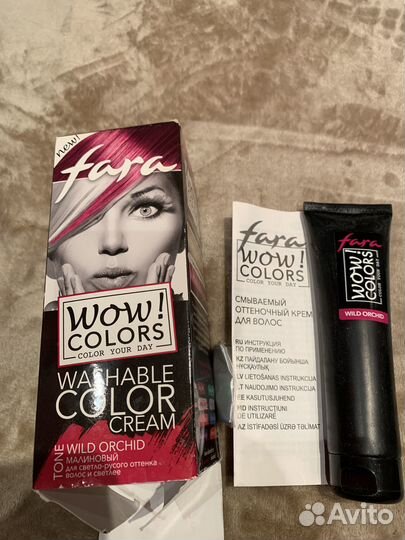 new!
fara
WOW!
COLORS
COLOR YOUR DAY
WASHABLE
COLOR
CREAM
TONE
WILD ORCHID
МАЛИНОВЫЙ
для светло-русого оттенка
волос и светлее
fara
WOW!
COLORS
COLOR YOUR DAY
СМЫВАЕМЫЙ
ОТТЕНОЧНЫЙ КРЕМ
ДЛЯ ВОЛОС
RU ИНСТРУКЦИЯ
ПО ПРИМЕНЕНИЮ
KZ ПАЙДАЛАНУ БОЙЫНША
НҰСҚАУЛЫҚ
LV LIETOŠANAS INSTRUKCIJA
LT NAUDOJIMO INSTRUKCIJA
EE KASUTUSJUHEND
MD INSTRUCȚIUNI
DE UTILIZARE
AZ İSTİFADƏSİ ÜZRƏ TƏLİMAT
fara
WOW!
COLORS
COLOR YOUR DAY
WILD ORCHID
Avito